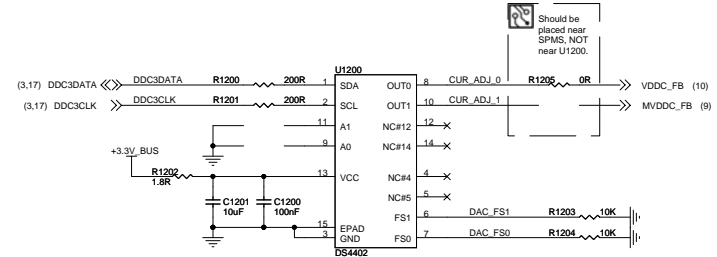 Should be
placed near
SPMS, NOT
near U1200.
U1200
(3,17) DDC3DATA DDC3DATA R1200 200R 1 SDA OUT0 8 CUR_ADJ_0 R1205 0R VDDC_FB (10)
(3,17) DDC3CLK DDC3CLK R1201 200R 2 SCL OUT1 10 CUR_ADJ_1 MVDDC_FB (9)
11 A1 NC#12 12
9 A0 NC#14 14
+3.3V_BUS
R1202 13 VCC NC#4 4
1.8R
NC#5 5
C1201 C1200
10uF 100nF
FS1 6 DAC_FS1 R1203 10K
15 EPAD
3 GND FS0 7 DAC_FS0 R1204 10K
DS4402